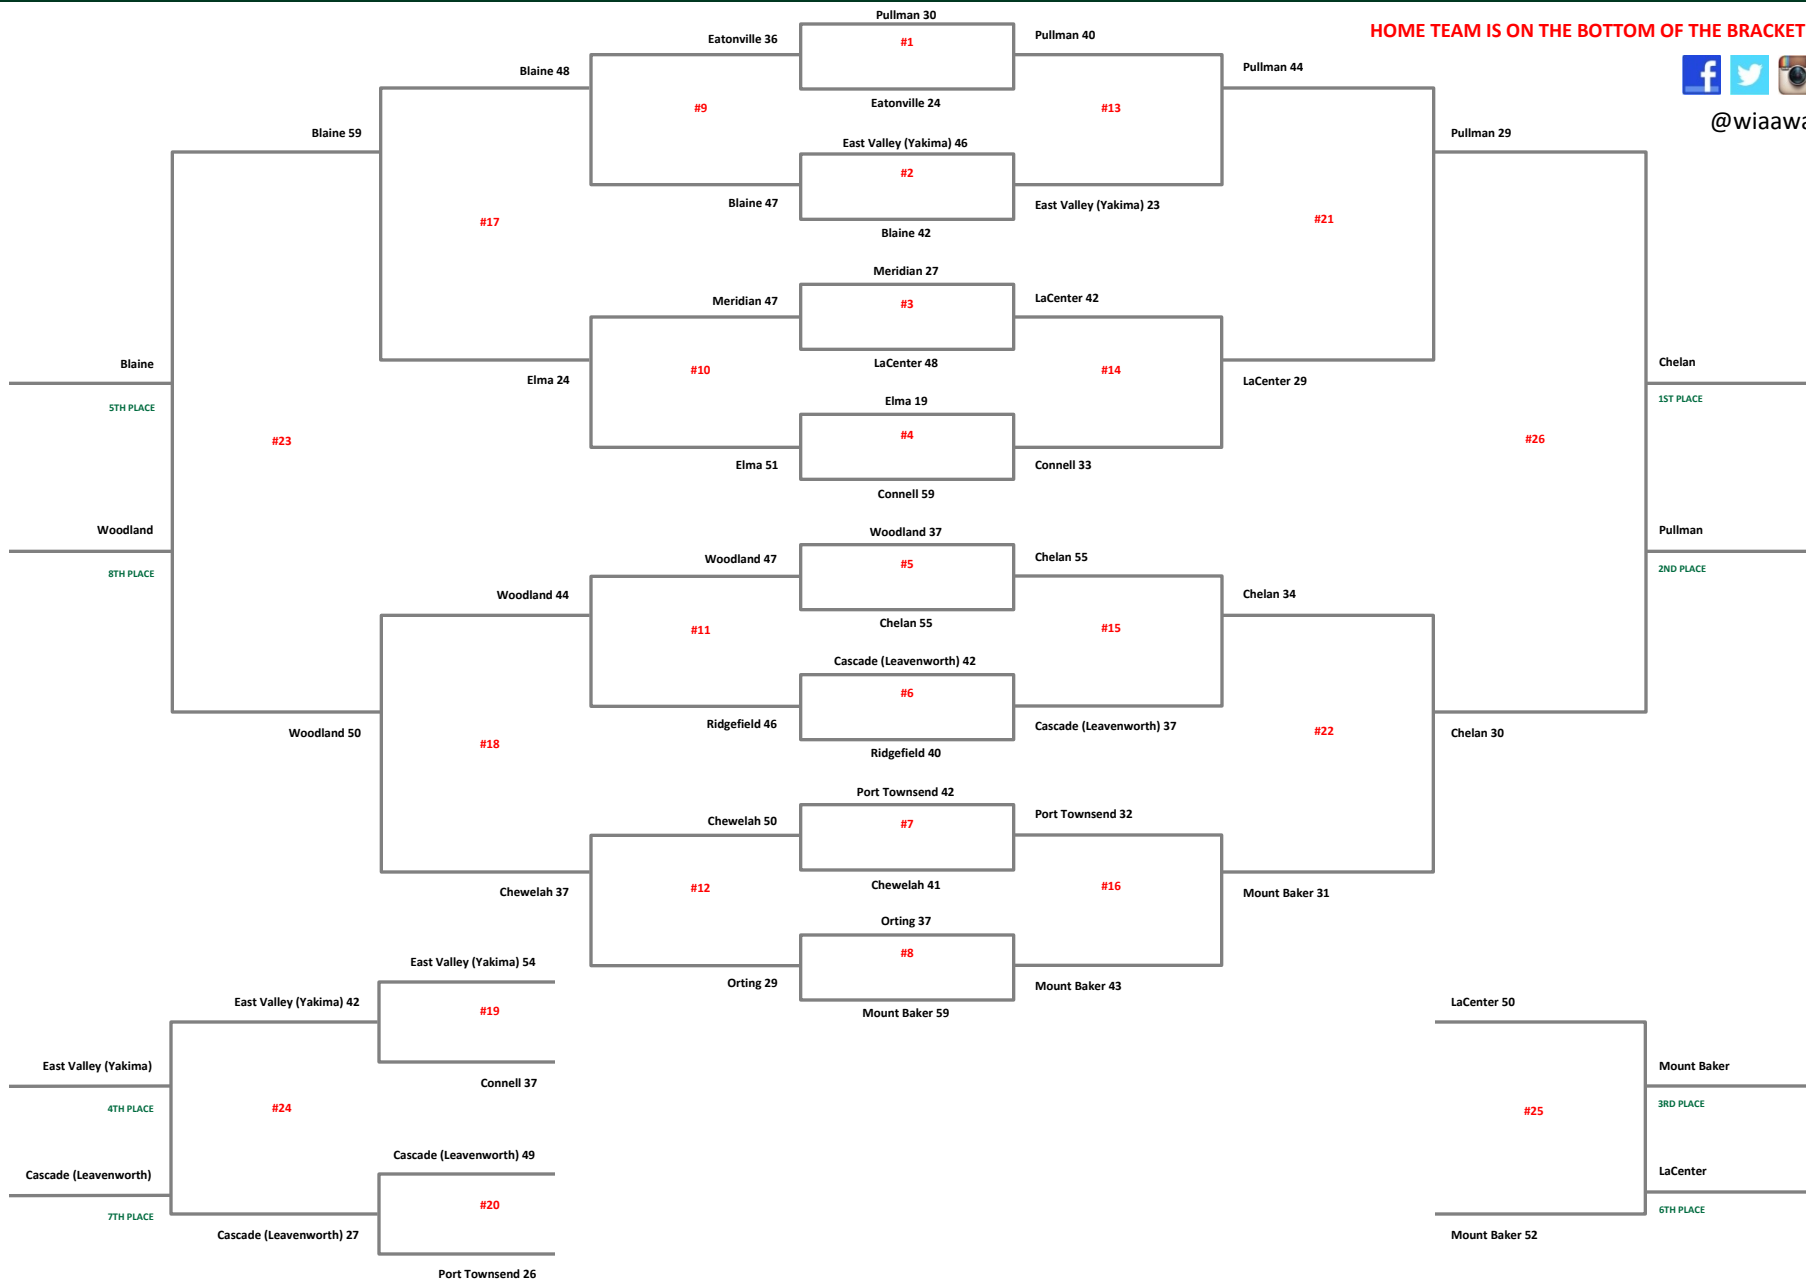 HOME TEAM IS ON THE BOTTOM OF THE BRACKET
@wiaawa
Pullman 30
#1
Eatonville 24
East Valley (Yakima) 46
#2
Blaine 42
Meridian 27
#3
LaCenter 48
Elma 19
#4
Connell 59
Woodland 37
#5
Chelan 55
Cascade (Leavenworth) 42
#6
Ridgefield 40
Port Townsend 42
#7
Chewelah 41
Orting 37
#8
Mount Baker 59
Eatonville 36
#9
Blaine 47
Meridian 47
#10
Elma 51
Woodland 47
#11
Ridgefield 46
Chewelah 50
#12
Orting 29
Pullman 40
#13
East Valley (Yakima) 23
LaCenter 42
#14
Connell 33
Chelan 55
#15
Cascade (Leavenworth) 37
Port Townsend 32
#16
Mount Baker 43
Blaine 48
#17
Elma 24
Woodland 44
#18
Chewelah 37
East Valley (Yakima) 54
#19
Connell 37
Cascade (Leavenworth) 49
#20
Port Townsend 26
Pullman 44
#21
LaCenter 29
Chelan 34
#22
Mount Baker 31
Blaine 59
#23
Woodland 50
Blaine
5TH PLACE
Woodland
8TH PLACE
East Valley (Yakima) 42
#24
Cascade (Leavenworth) 27
East Valley (Yakima)
4TH PLACE
Cascade (Leavenworth)
7TH PLACE
LaCenter 50
#25
Mount Baker 52
Mount Baker
3RD PLACE
LaCenter
6TH PLACE
Pullman 29
#26
Chelan 30
Chelan
1ST PLACE
Pullman
2ND PLACE